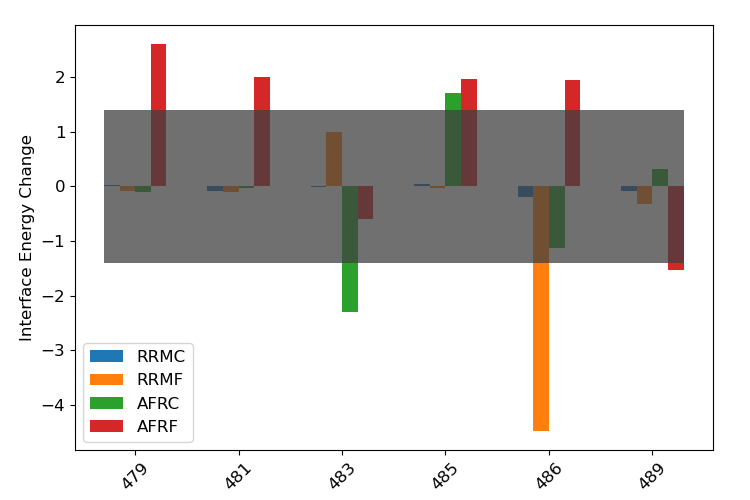 Interface Energy Change
2
1
0
−1
−2
−3
−4
RRMC
RRMF
AFRC
AFRF
479 481 483 485 486 489